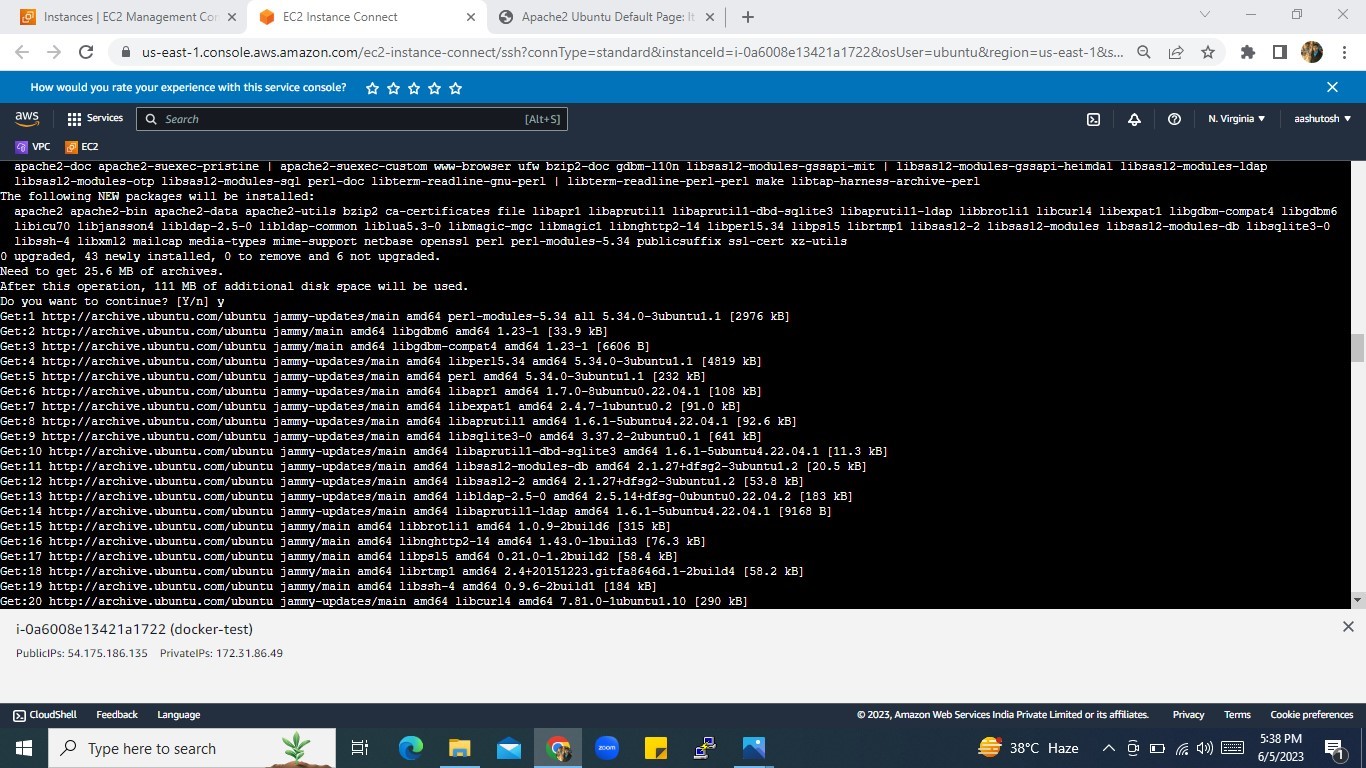 Instances | EC2 Management Con
EC2 Instance Connect
Apache2 Ubuntu Default Page: It
us-east-1.console.aws.amazon.com/ec2-instance-connect/ssh?connType=standard&instanceId=i-0a6008e13421a1722&osUser=ubuntu&region=us-east-1&s...
How would you rate your experience with this service console?
aws Services Search [Alt+S] N. Virginia aashutosh
VPC EC2
apache2-doc apache2-suexec-pristine | apache2-suexec-custom www-browser ufw bzip2-doc gdbm-l10n libsasl2-modules-gssapi-mit | libsasl2-modules-gssapi-heimdal libsasl2-modules-ldap
libsasl2-modules-otp libsasl2-modules-sql perl-doc libterm-readline-gnu-perl | libterm-readline-perl-perl make libtap-harness-archive-perl
The following NEW packages will be installed:
apache2 apache2-bin apache2-data apache2-utils bzip2 ca-certificates file libapr1 libaprutil1 libaprutil1-dbd-sqlite3 libaprutil1-ldap libbrotli1 libcurl4 libexpat1 libgdbm-compat4 libgdbm6
libicu70 libjansson4 libldap-2.5-0 libldap-common liblua5.3-0 libmagic-mgc libmagic1 libnghttp2-14 libperl5.34 libpsl5 librtmp1 libsasl2-2 libsasl2-modules libsasl2-modules-db libsqlite3-0
libssh-4 libxml2 mailcap media-types mime-support netbase openssl perl perl-modules-5.34 publicsuffix ssl-cert xz-utils
0 upgraded, 43 newly installed, 0 to remove and 6 not upgraded.
Need to get 25.6 MB of archives.
After this operation, 111 MB of additional disk space will be used.
Do you want to continue? [Y/n] y
Get:1 http://archive.ubuntu.com/ubuntu jammy-updates/main amd64 perl-modules-5.34 all 5.34.0-3ubuntu1.1 [2976 kB]
Get:2 http://archive.ubuntu.com/ubuntu jammy/main amd64 libgdbm6 amd64 1.23-1 [33.9 kB]
Get:3 http://archive.ubuntu.com/ubuntu jammy/main amd64 libgdbm-compat4 amd64 1.23-1 [6606 B]
Get:4 http://archive.ubuntu.com/ubuntu jammy-updates/main amd64 libperl5.34 amd64 5.34.0-3ubuntu1.1 [4819 kB]
Get:5 http://archive.ubuntu.com/ubuntu jammy-updates/main amd64 perl amd64 5.34.0-3ubuntu1.1 [232 kB]
Get:6 http://archive.ubuntu.com/ubuntu jammy-updates/main amd64 libapr1 amd64 1.7.0-8ubuntu0.22.04.1 [108 kB]
Get:7 http://archive.ubuntu.com/ubuntu jammy-updates/main amd64 libexpat1 amd64 2.4.7-1ubuntu0.2 [91.0 kB]
Get:8 http://archive.ubuntu.com/ubuntu jammy-updates/main amd64 libaprutil1 amd64 1.6.1-5ubuntu4.22.04.1 [92.6 kB]
Get:9 http://archive.ubuntu.com/ubuntu jammy-updates/main amd64 libsqlite3-0 amd64 3.37.2-2ubuntu0.1 [641 kB]
Get:10 http://archive.ubuntu.com/ubuntu jammy-updates/main amd64 libaprutil1-dbd-sqlite3 amd64 1.6.1-5ubuntu4.22.04.1 [11.3 kB]
Get:11 http://archive.ubuntu.com/ubuntu jammy-updates/main amd64 libsasl2-modules-db amd64 2.1.27+dfsg2-3ubuntu1.2 [20.5 kB]
Get:12 http://archive.ubuntu.com/ubuntu jammy-updates/main amd64 libsasl2-2 amd64 2.1.27+dfsg2-3ubuntu1.2 [53.8 kB]
Get:13 http://archive.ubuntu.com/ubuntu jammy-updates/main amd64 libldap-2.5-0 amd64 2.5.14+dfsg-0ubuntu0.22.04.2 [183 kB]
Get:14 http://archive.ubuntu.com/ubuntu jammy-updates/main amd64 libaprutil1-ldap amd64 1.6.1-5ubuntu4.22.04.1 [9168 B]
Get:15 http://archive.ubuntu.com/ubuntu jammy/main amd64 libbrotli1 amd64 1.0.9-2build6 [315 kB]
Get:16 http://archive.ubuntu.com/ubuntu jammy/main amd64 libnghttp2-14 amd64 1.43.0-1build3 [76.3 kB]
Get:17 http://archive.ubuntu.com/ubuntu jammy/main amd64 libpsl5 amd64 0.21.0-1.2build2 [58.4 kB]
Get:18 http://archive.ubuntu.com/ubuntu jammy/main amd64 librtmp1 amd64 2.4+20151223.gitfa8646d.1-2build4 [58.2 kB]
Get:19 http://archive.ubuntu.com/ubuntu jammy/main amd64 libssh-4 amd64 0.9.6-2build1 [184 kB]
Get:20 http://archive.ubuntu.com/ubuntu jammy-updates/main amd64 libcurl4 amd64 7.81.0-1ubuntu1.10 [290 kB]
i-0a6008e13421a1722 (docker-test)
PublicIPs: 54.175.186.135 PrivateIPs: 172.31.86.49
CloudShell Feedback Language © 2023, Amazon Web Services India Private Limited or its affiliates. Privacy Terms Cookie preferences
Type here to search zoom 38°C Haze 5:38 PM
6/5/2023 1